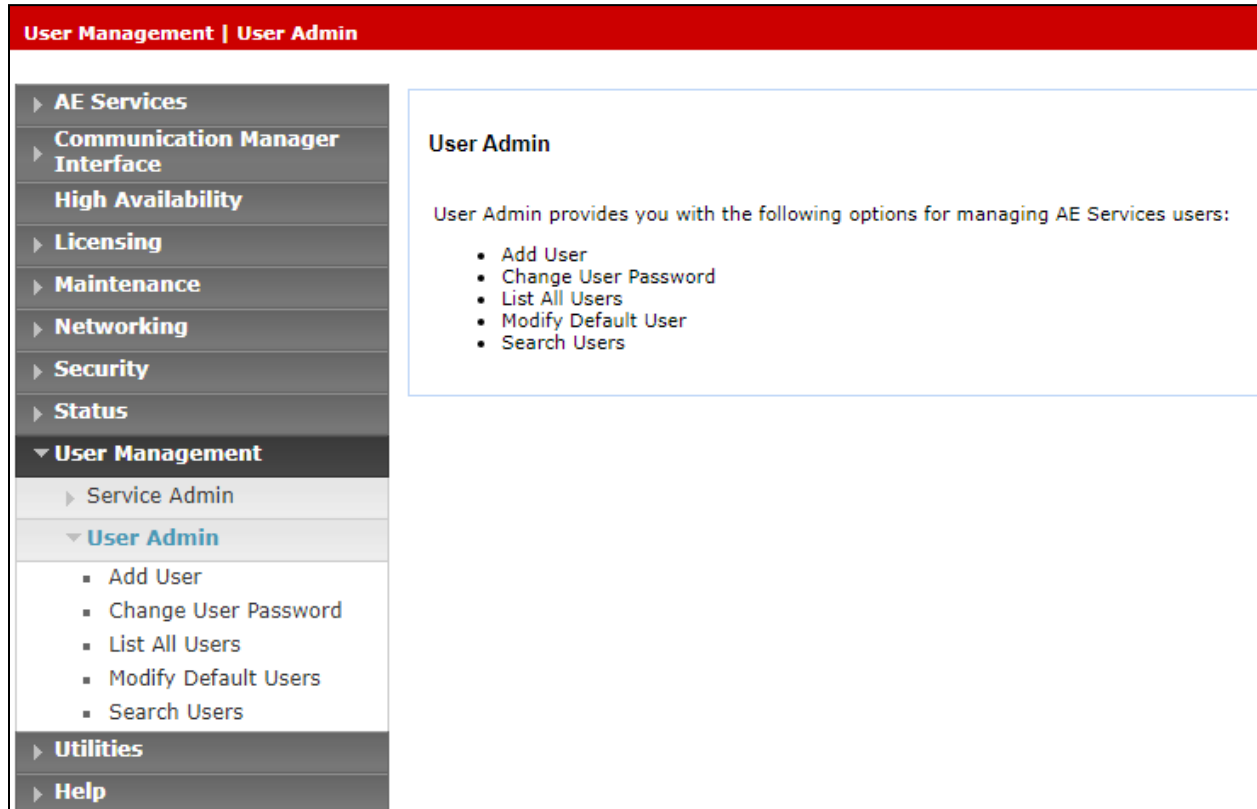 User Management | User Admin
AE Services
Communication Manager
Interface
High Availability
Licensing
Maintenance
Networking
Security
Status
User Management
Service Admin
User Admin
Add User
Change User Password
List All Users
Modify Default Users
Search Users
Utilities
Help
User Admin
User Admin provides you with the following options for managing AE Services users:
Add User
Change User Password
List All Users
Modify Default User
Search Users